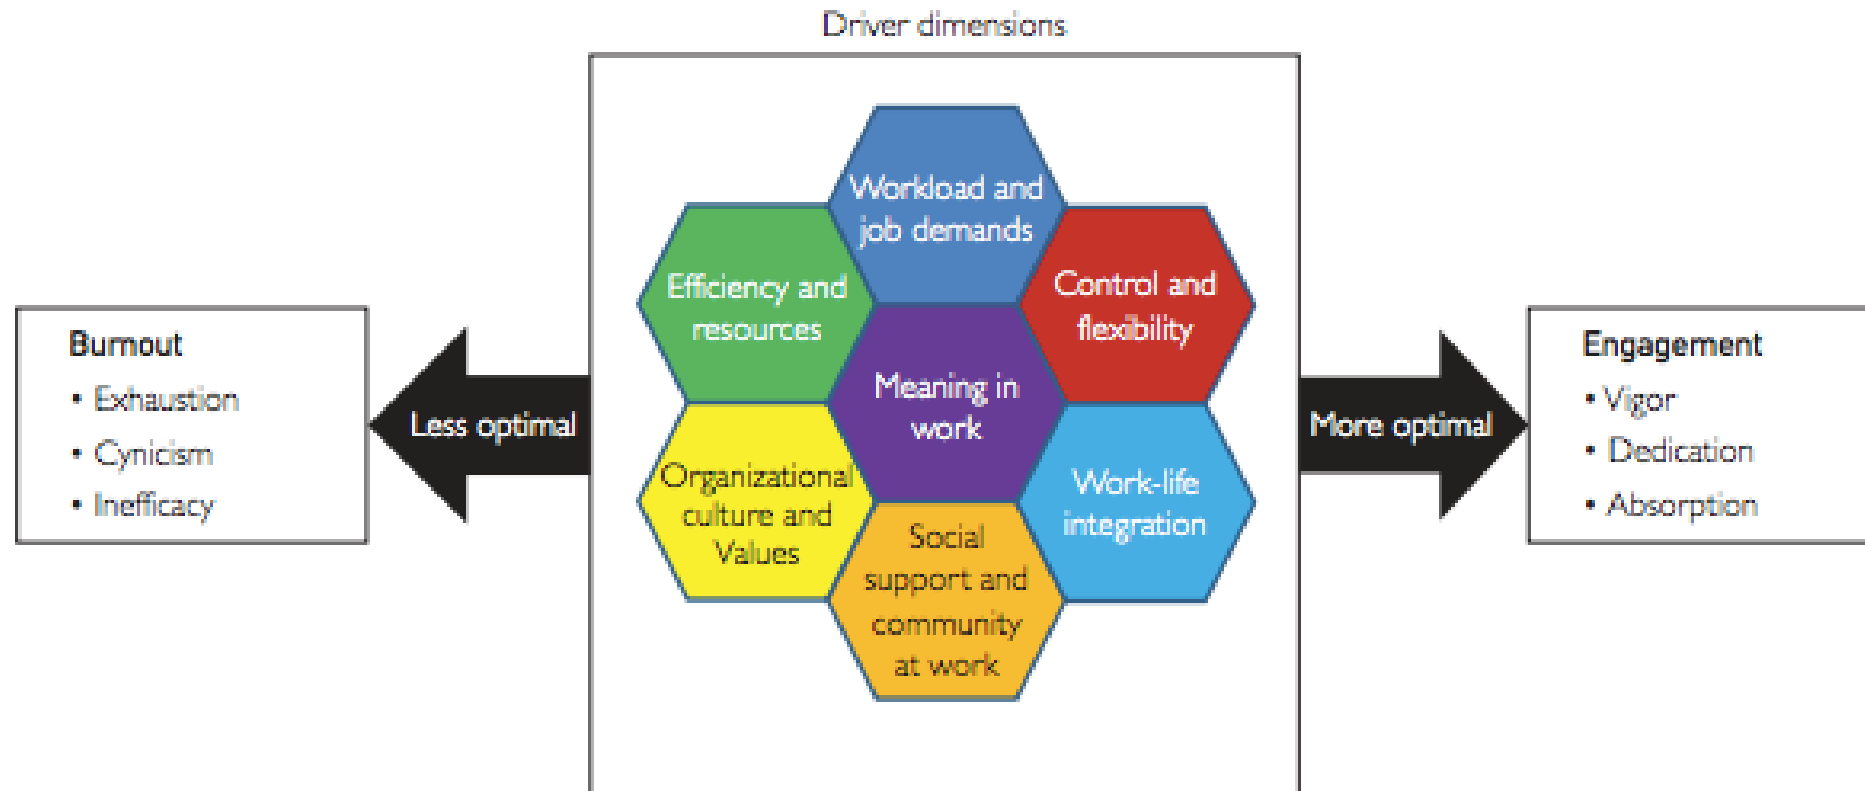 Driver dimensions
Workload and
job demands
Efficiency and
resources
Control and
flexibility
Meaning in
work
Organizational
culture and
Values
Work-life
integration
Social
support and
community
at work
Burnout
• Exhaustion
• Cynicism
• Inefficacy
Less optimal
More optimal
Engagement
• Vigor
• Dedication
• Absorption